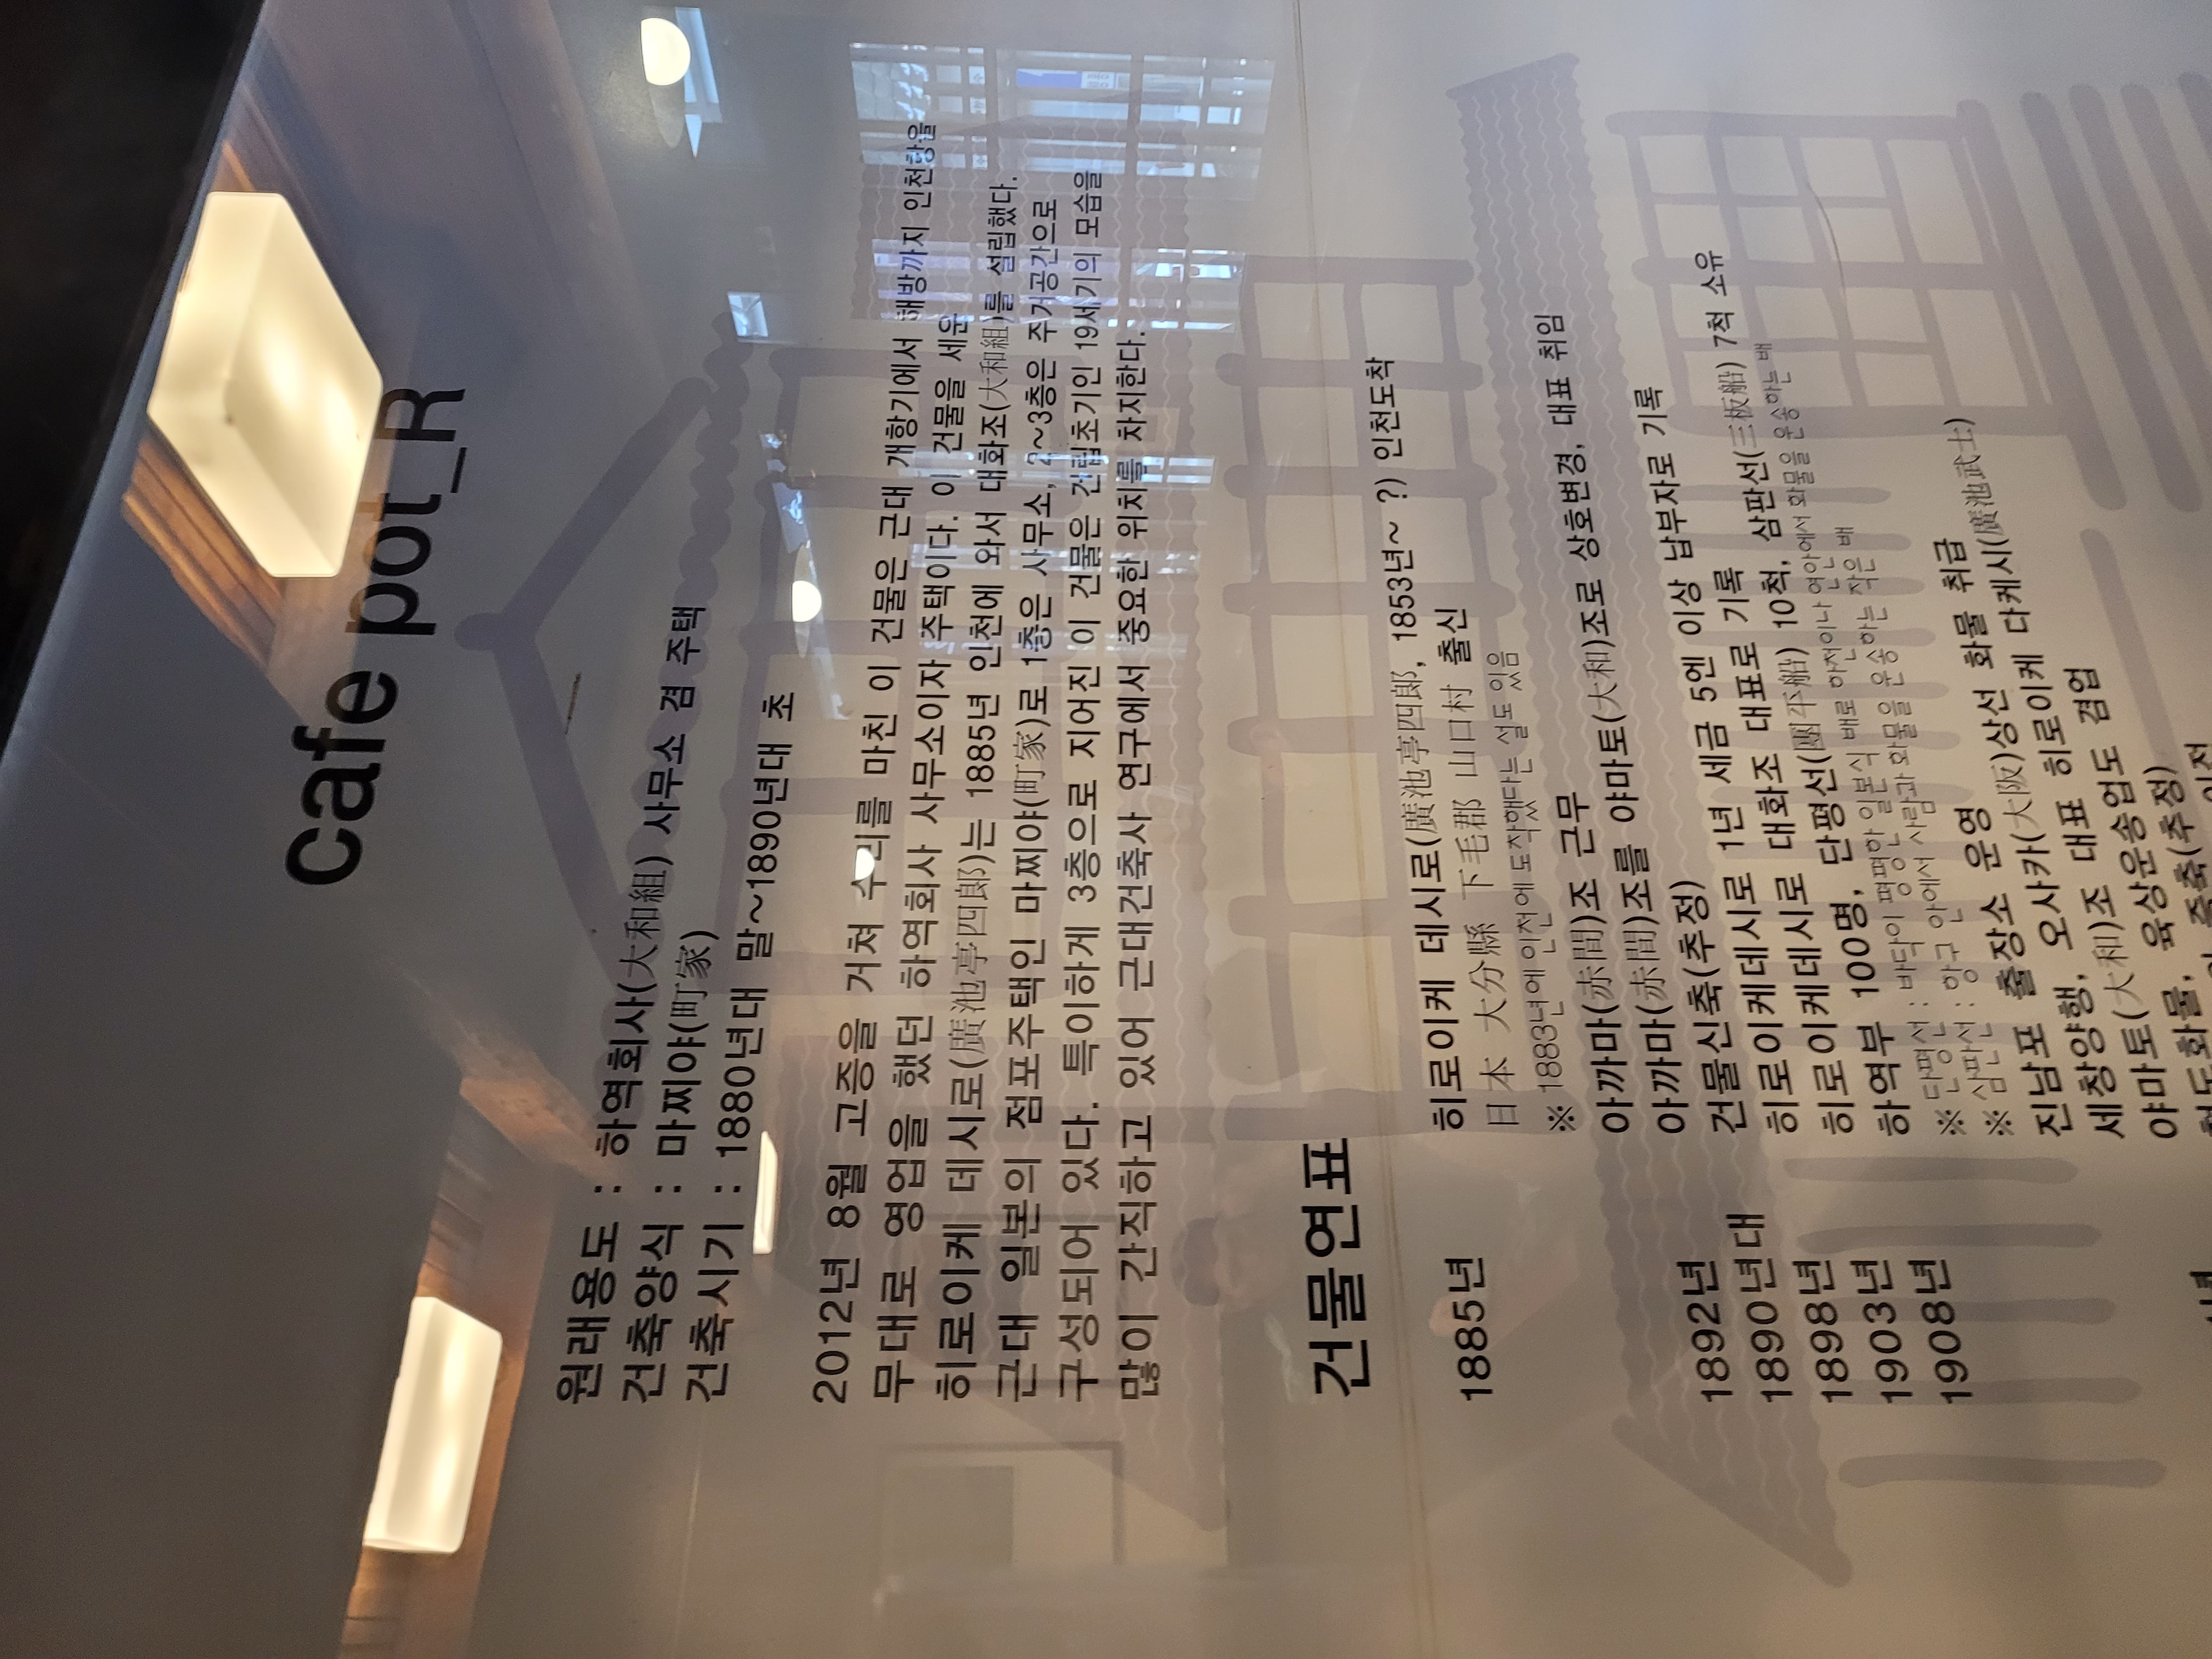 cafe pot_R
원래용도 : 하역회사(大和組) 사무소 겸 주택
건축양식 : 마찌야(町家)
건축시기 : 1880년대 말~1890년대 초
2012년 8월 고증을 거쳐 수리를 마친 이 건물은 근대 개항기에서 해방까지 인천항을
무대로 영업을 했던 하역회사 사무소이자 주택이다. 이 건물을 세운
히로이케 데시로(廣池亭四郎)는 1885년 인천에 와서 대화조(大和組)를 설립했다.
근대 일본의 점포주택인 마찌야(町家)로 1층은 사무소, 2~3층은 주거공간으로
구성되어 있다. 특이하게 3층으로 지어진 이 건물은 건립초기인 19세기의 모습을
많이 간직하고 있어 근대건축사 연구에서 중요한 위치를 차지한다.
건물연표
1885년 히로이케 데시로(廣池亭四郎, 1853년~ ?) 인천도착
日本 大分縣 下毛郡 山口村 출신
※ 1883년에 인천에 도착했다는 설도 있음
아까마(赤間)조 근무
아까마(赤間)조를 야마토(大和)조로 상호변경, 대표 취임
1892년 건물신축(추정)
1890년대 히로이케데시로 1년 세금 5엔 이상 납부자로 기록
1898년 히로이케데시로 대화조 대표로 기록
1903년 하역부 100명, 단평선(團平船) 10척, 삼판선(三板船) 7척 소유
※ 단평선 : 바닥이 평평한 일본식 배로 하천이나 연안에서 화물을 운송하는 배
※ 삼판선 : 항구 안에서 사람과 화물을 운송하는 작은 배
1908년 진남포 출장소 운영
세창양행, 오사카(大阪)상선 화물 취급
야마토(大和)조 대표 히로이케 다케시(廣池武士)
철도화물, 육상운송업도 겸업
증축(추정)